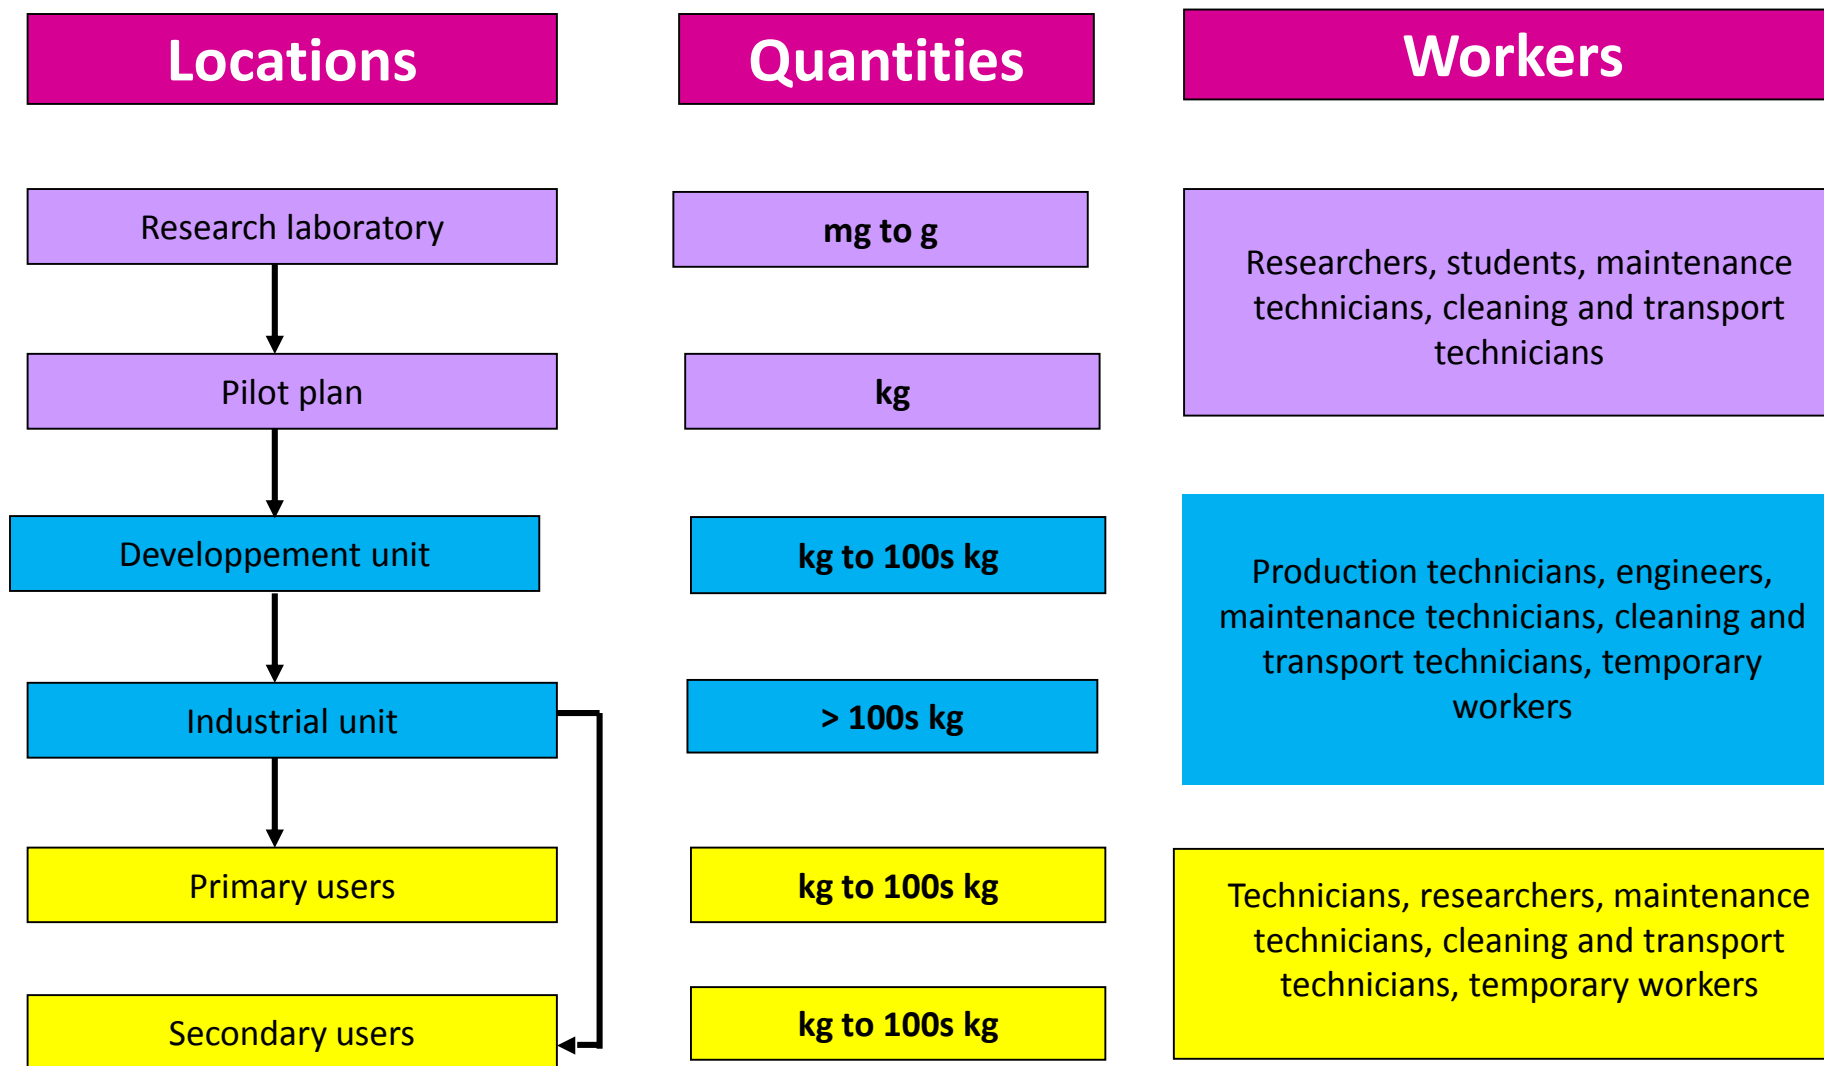 Locations
Quantities
Workers
Research laboratory
mg to g
Researchers, students, maintenance
technicians, cleaning and transport
technicians
Pilot plan
kg
Developpement unit
kg to 100s kg
Production technicians, engineers,
maintenance technicians, cleaning and
transport technicians, temporary
workers
Industrial unit
> 100s kg
Primary users
kg to 100s kg
Technicians, researchers, maintenance
technicians, cleaning and transport
technicians, temporary workers
Secondary users
kg to 100s kg